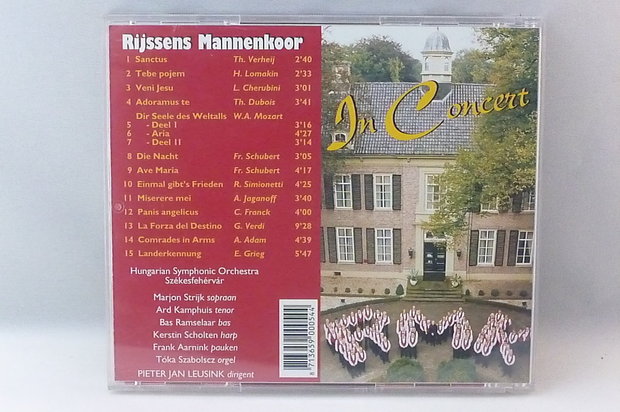 Rijssens Mannenkoor
1 Sanctus Th. Verheij 2'40
2 Tebe pojem H. Lomakin 2'33
3 Veni Jesu L. Cherubini 3'01
4 Adoramus te Th. Dubois 3'41
Dir Seele des Weltalls W.A. Mozart
5 - Deel I 3'16
6 - Aria 4'27
7 - Deel II 3'14
8 Die Nacht Fr. Schubert 3'05
9 Ave Maria Fr. Schubert 4'17
10 Einmal gibt's Frieden R. Simionetti 4'25
11 Miserere mei A. Jaganoff 3'40
12 Panis angelicus C. Franck 4'00
13 La Forza del Destino G. Verdi 9'28
14 Comrades in Arms A. Adam 4'39
15 Landerkennung E. Grieg 5'47
Hungarian Symphonic Orchestra
Székesfehérvár
Marjon Strijk sopraan
Ard Kamphuis tenor
Bas Ramselaar bas
Kerstin Scholten harp
Frank Aarnink pauken
Tóka Szabolscz orgel
PIETER JAN LEUSINK dirigent
8 713659 000544
In Concert
RMK